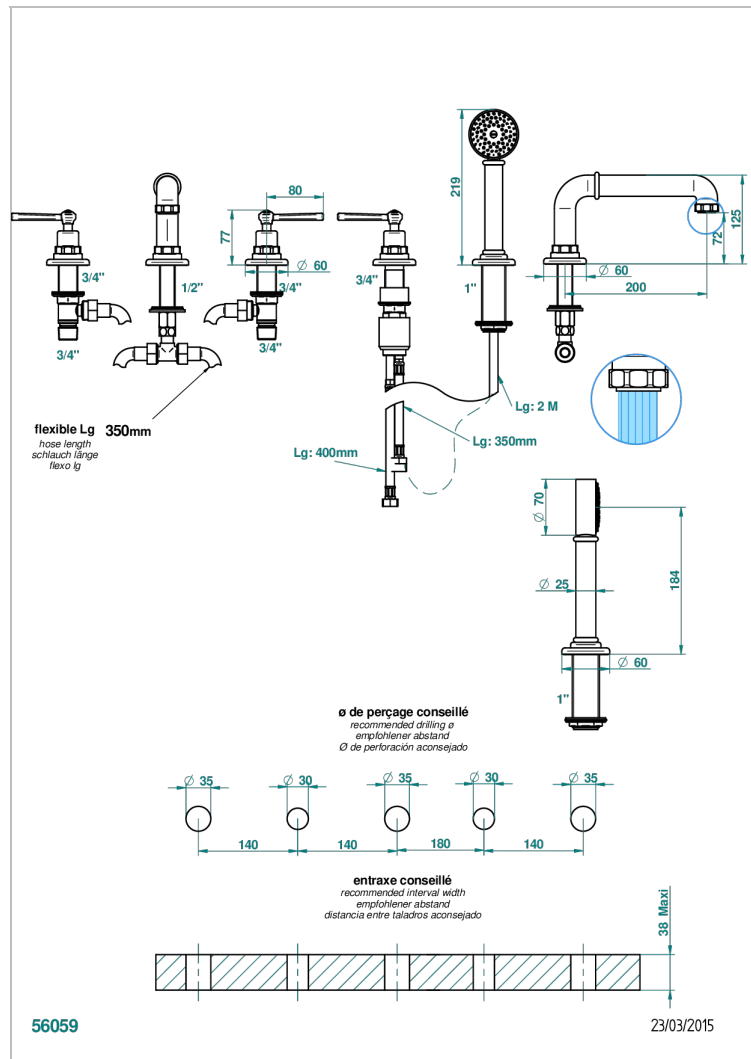 80
77
Ø 60
3/4"
1/2"
3/4"
3/4"
3/4"
3/4"
219
1"
125
72
Ø 60
200
flexible Lg 350mm
hose length
schlauch länge
flexo lg
Lg: 2 M
Lg: 350mm
Lg: 400mm
Ø 70
184
Ø 25
Ø 60
1"
ø de perçage conseillé
recommended drilling ø
empfohlener abstand
Ø de perforación aconsejado
Ø 35 Ø 30 Ø 35 Ø 30 Ø 35
140 140 180 140
entraxe conseillé
recommended interval width
empfohlener abstand
distancia entre taladros aconsejado
38 Maxi
56059
23/03/2015